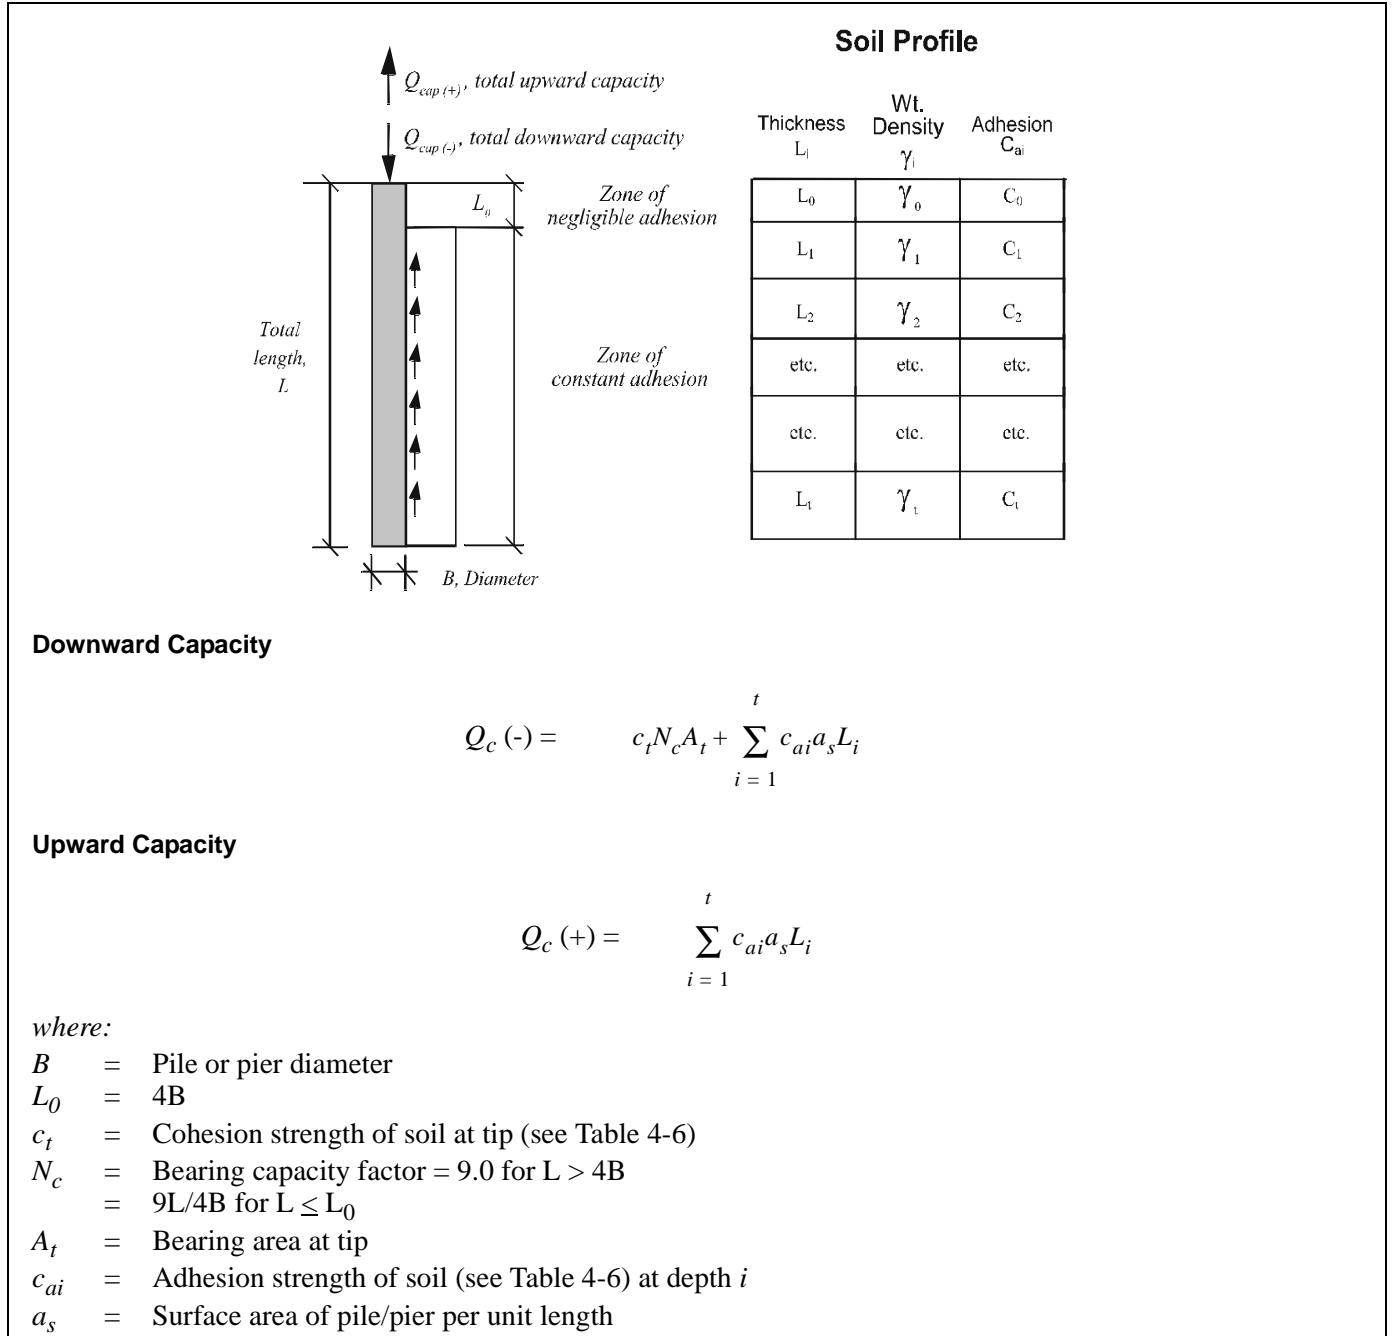 Soil Profile
Q_cap (+), total upward capacity
Q_cap (-), total downward capacity
Thickness L_i
Wt. Density γ_i
Adhesion C_ai
L_0
Zone of
negligible adhesion
Total
length,
L
Zone of
constant adhesion
B, Diameter
L_0 γ_0 C_0
L_1 γ_1 C_1
L_2 γ_2 C_2
etc. etc. etc.
etc. etc. etc.
L_t γ_t C_t
Downward Capacity
Q_c (-) = c_t N_c A_t + ∑_{i = 1}^{t} c_ai a_s L_i
Upward Capacity
Q_c (+) = ∑_{i = 1}^{t} c_ai a_s L_i
where:
B = Pile or pier diameter
L_0 = 4B
c_t = Cohesion strength of soil at tip (see Table 4-6)
N_c = Bearing capacity factor = 9.0 for L > 4B
= 9L/4B for L ≤ L_0
A_t = Bearing area at tip
c_ai = Adhesion strength of soil (see Table 4-6) at depth i
a_s = Surface area of pile/pier per unit length